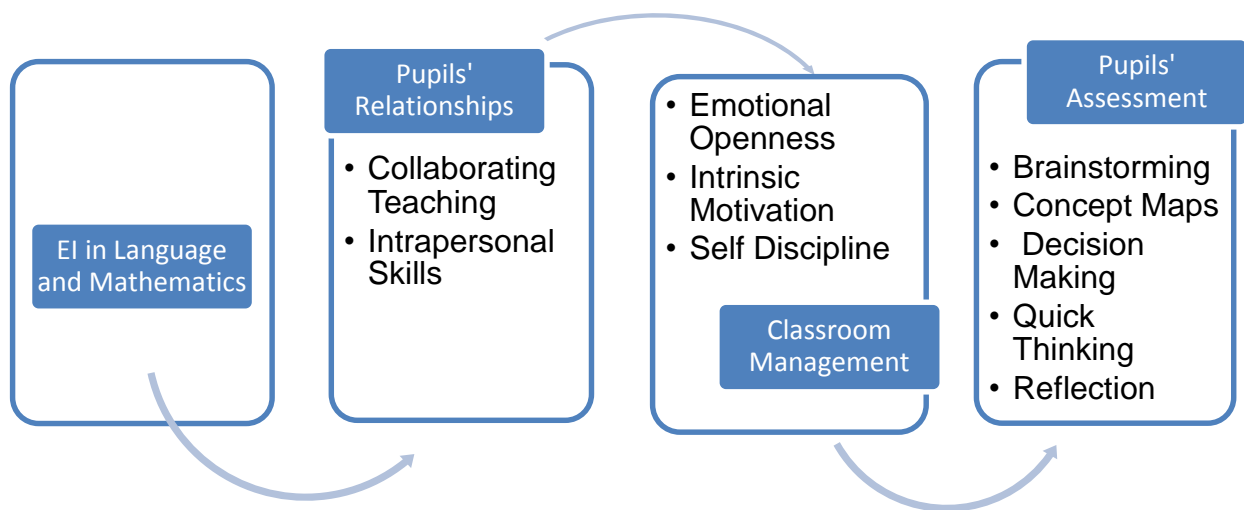 EI in Language
and Mathematics
Pupils'
Relationships
• Collaborating
Teaching
• Intrapersonal
Skills
• Emotional
Openness
• Intrinsic
Motivation
• Self Discipline
Classroom
Management
Pupils'
Assessment
• Brainstorming
• Concept Maps
• Decision
Making
• Quick
Thinking
• Reflection